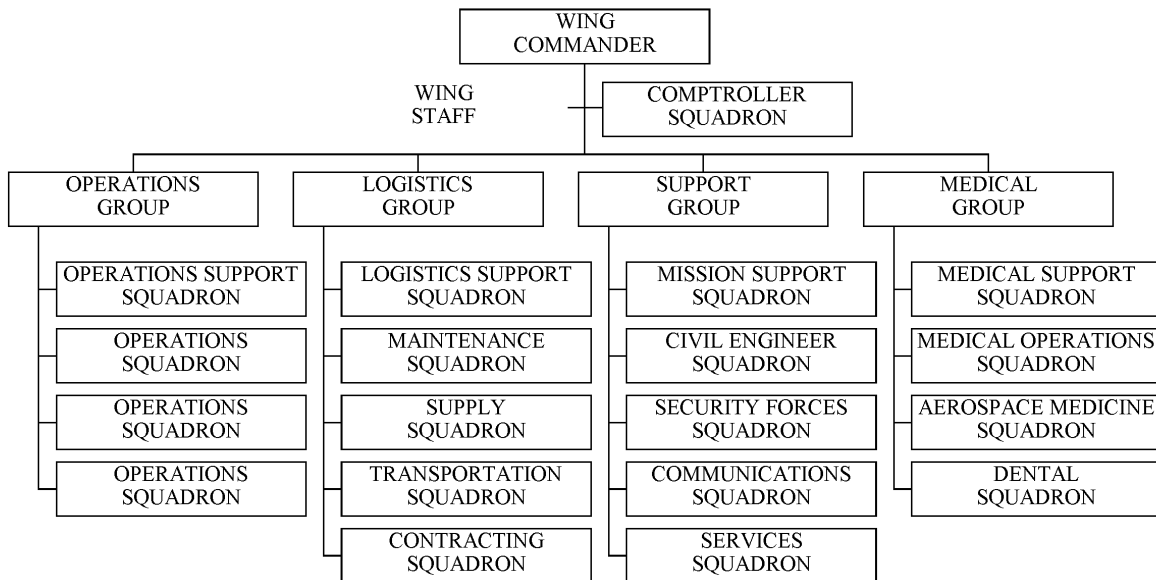 WING
COMMANDER
WING
STAFF
COMPTROLLER
SQUADRON
OPERATIONS
GROUP
LOGISTICS
GROUP
SUPPORT
GROUP
MEDICAL
GROUP
OPERATIONS SUPPORT
SQUADRON
LOGISTICS SUPPORT
SQUADRON
MISSION SUPPORT
SQUADRON
MEDICAL SUPPORT
SQUADRON
OPERATIONS
SQUADRON
MAINTENANCE
SQUADRON
CIVIL ENGINEER
SQUADRON
MEDICAL OPERATIONS
SQUADRON
OPERATIONS
SQUADRON
SUPPLY
SQUADRON
SECURITY FORCES
SQUADRON
AEROSPACE MEDICINE
SQUADRON
OPERATIONS
SQUADRON
TRANSPORTATION
SQUADRON
COMMUNICATIONS
SQUADRON
DENTAL
SQUADRON
CONTRACTING
SQUADRON
SERVICES
SQUADRON